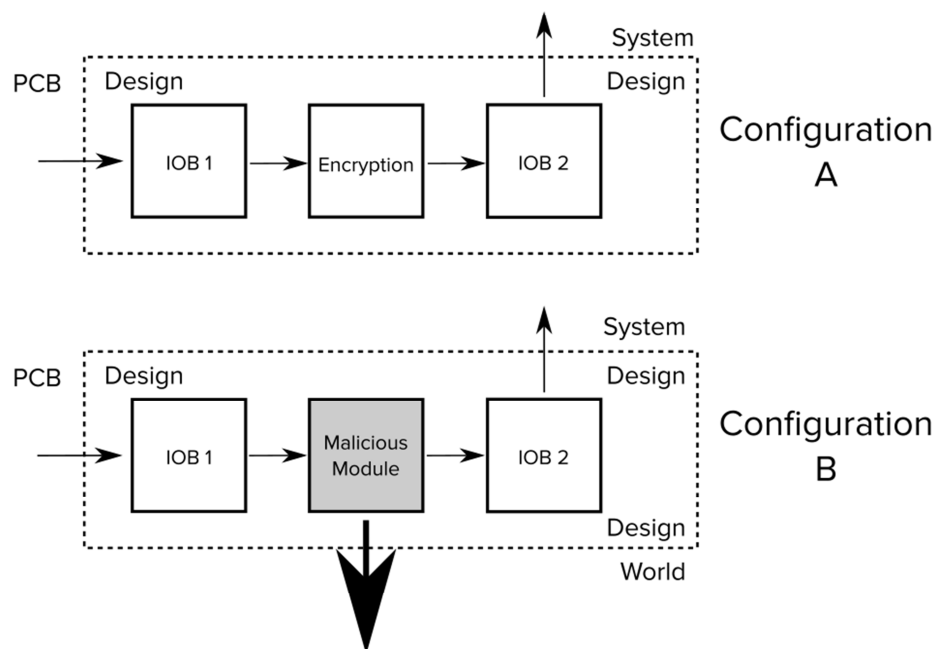 System
PCB
Design
Design
IOB 1
Encryption
IOB 2
Configuration
A
System
PCB
Design
Design
IOB 1
Malicious
Module
IOB 2
Configuration
B
Design
World